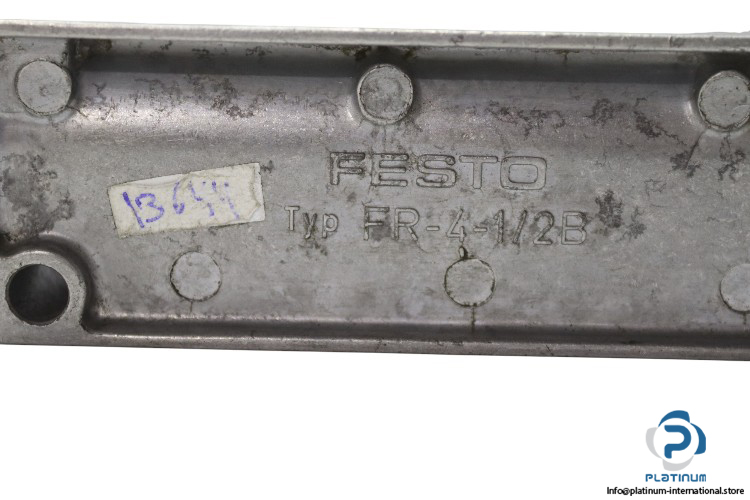 FESTO
Typ FR-4-1/2B
13644
PLATINUM
Info@platinum-international.store